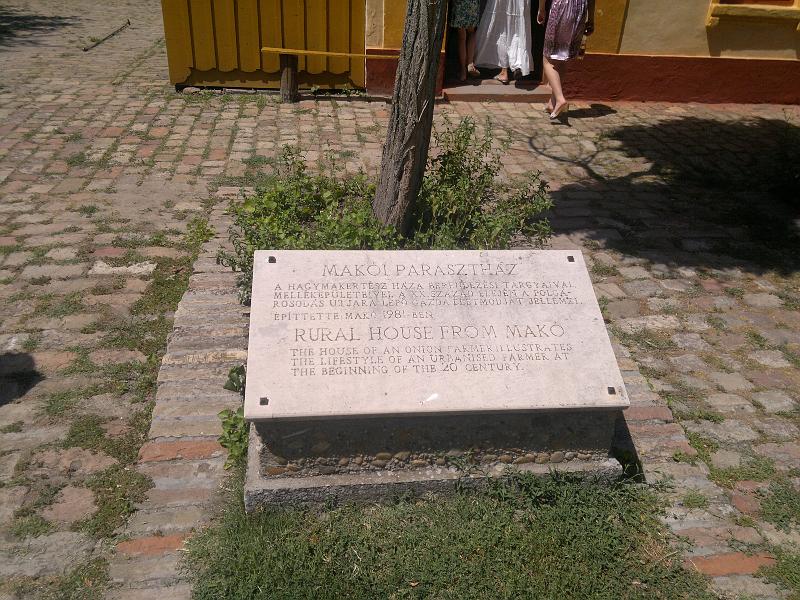 MAKÓI PARASZTHÁZ
A HAGYMAKERTÉSZ HÁZA BERENDEZÉSI TÁRGYAIVAL,
MELLÉKÉPÜLETEIVEL A XX. SZÁZAD ELEJÉN A POLGÁ-
ROSODÁS ÚTJÁRA LÉPŐ GAZDA ÉLETMÓDJÁT JELLEMZI.
ÉPÍTTETTE: MAKÓ 1981-BEN
RURAL HOUSE FROM MAKÓ
THE HOUSE OF AN ONION FARMER ILLUSTRATES
THE LIFESTYLE OF AN URBANISED FARMER AT
THE BEGINNING OF THE 20 CENTURY.